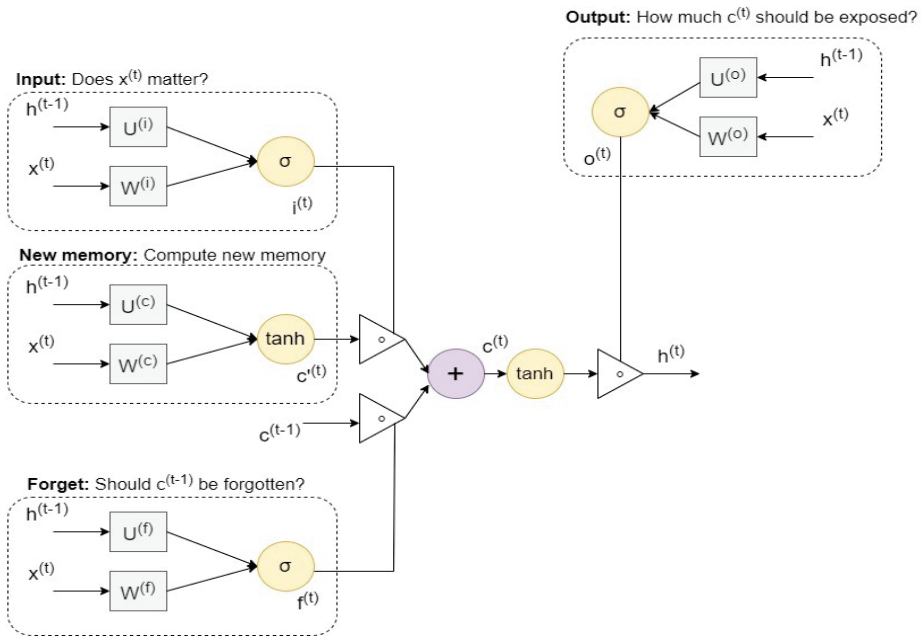 Output: How much c⁽ᵗ⁾ should be exposed?
h⁽ᵗ⁻¹⁾
U⁽ᵒ⁾
σ
x⁽ᵗ⁾
W⁽ᵒ⁾
o⁽ᵗ⁾
Input: Does x⁽ᵗ⁾ matter?
h⁽ᵗ⁻¹⁾
U⁽ⁱ⁾
x⁽ᵗ⁾
W⁽ⁱ⁾
σ
i⁽ᵗ⁾
New memory: Compute new memory
h⁽ᵗ⁻¹⁾
U⁽ᶜ⁾
x⁽ᵗ⁾
W⁽ᶜ⁾
tanh
c'⁽ᵗ⁾
∘
c⁽ᵗ⁻¹⁾
∘
+
c⁽ᵗ⁾
tanh
∘
h⁽ᵗ⁾
Forget: Should c⁽ᵗ⁻¹⁾ be forgotten?
h⁽ᵗ⁻¹⁾
U⁽ᶠ⁾
x⁽ᵗ⁾
W⁽ᶠ⁾
σ
f⁽ᵗ⁾